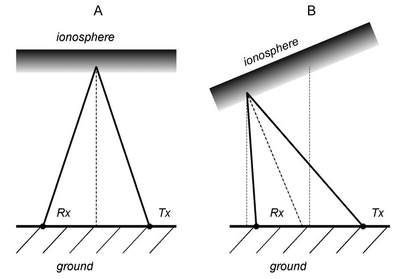 A
B
ionosphere
ionosphere
Rx
Tx
Rx
Tx
ground
ground